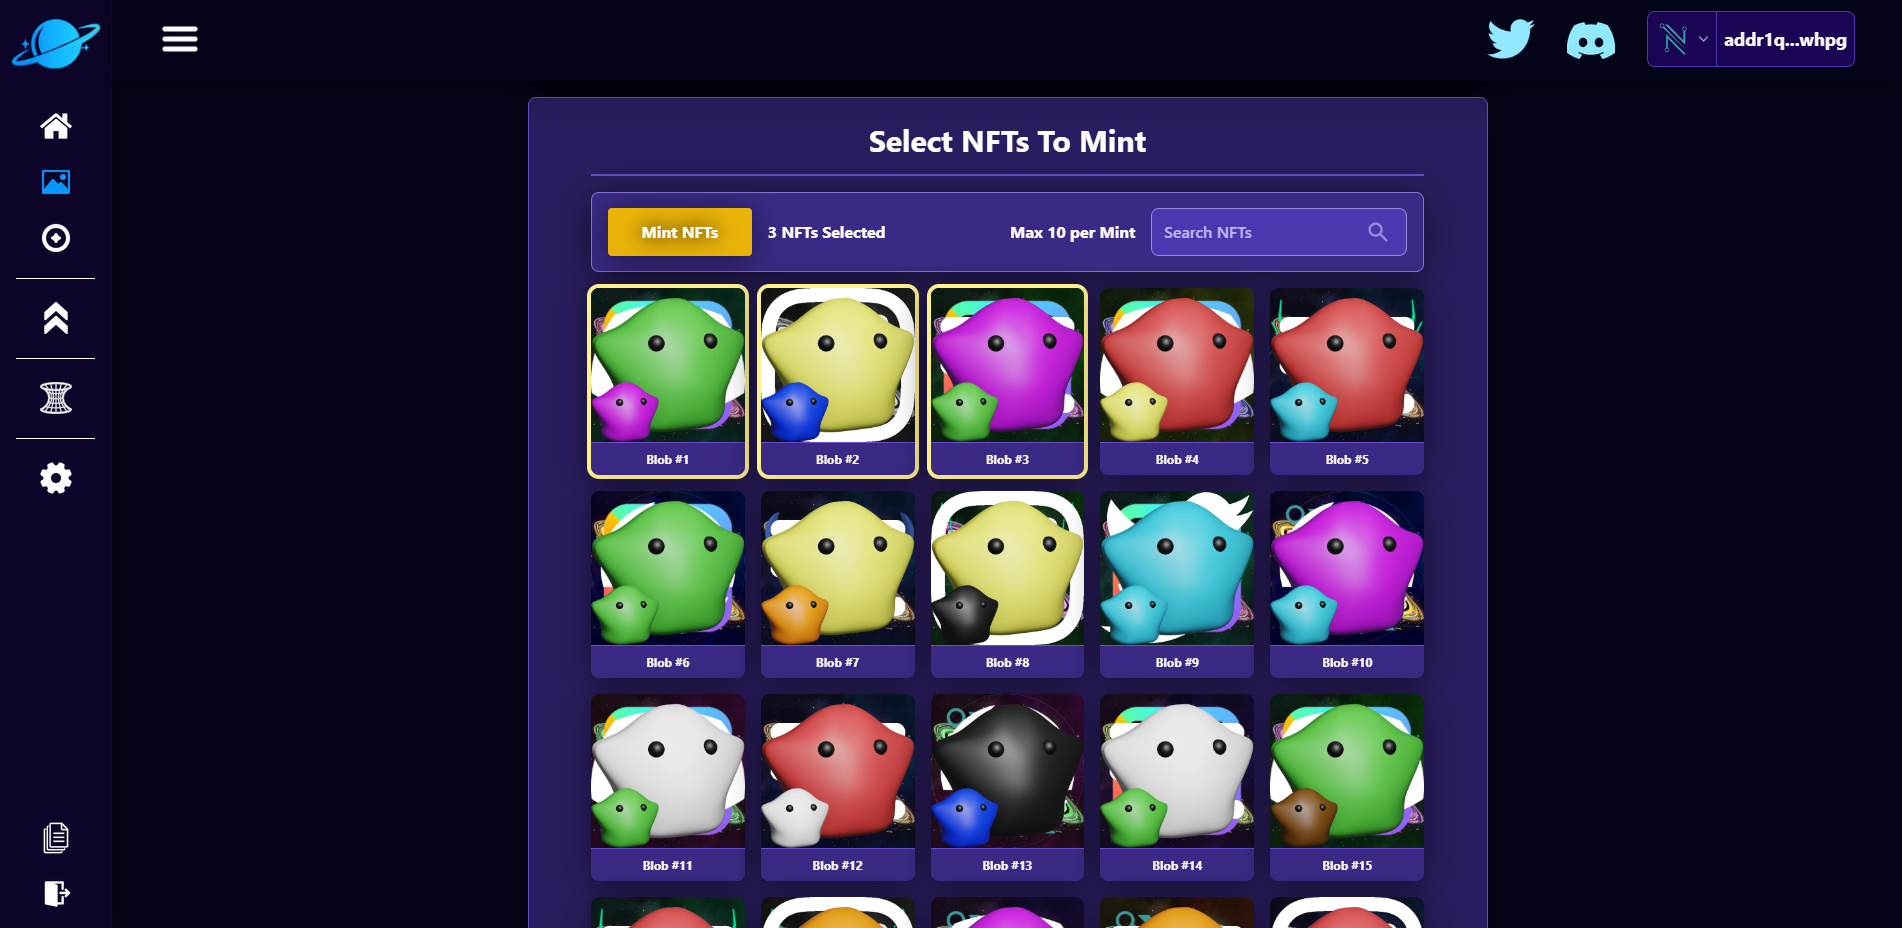 addr1q...whpg
Select NFTs To Mint
Mint NFTs
3 NFTs Selected
Max 10 per Mint
Search NFTs
Blob #1
Blob #2
Blob #3
Blob #4
Blob #5
Blob #6
Blob #7
Blob #8
Blob #9
Blob #10
Blob #11
Blob #12
Blob #13
Blob #14
Blob #15